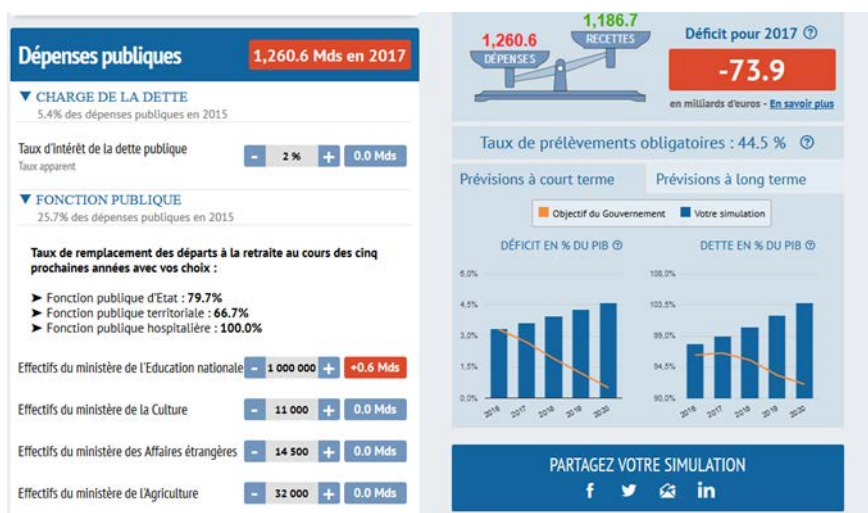 Dépenses publiques
1,260.6 Mds en 2017
▼ CHARGE DE LA DETTE
5.4% des dépenses publiques en 2015
Taux d'intérêt de la dette publique
- 2 % + 0.0 Mds
Taux apparent
▼ FONCTION PUBLIQUE
25.7% des dépenses publiques en 2015
Taux de remplacement des départs à la retraite au cours des cinq
prochaines années avec vos choix :
➤ Fonction publique d'Etat : 79.7%
➤ Fonction publique territoriale : 66.7%
➤ Fonction publique hospitalière : 100.0%
Effectifs du ministère de l'Education nationale - 1 000 000 + +0.6 Mds
Effectifs du ministère de la Culture - 11 000 + 0.0 Mds
Effectifs du ministère des Affaires étrangères - 14 500 + 0.0 Mds
Effectifs du ministère de l'Agriculture - 32 000 + 0.0 Mds
1,186.7
1,260.6
RECETTES
DÉPENSES
Déficit pour 2017 ?
-73.9
en milliards d'euros - En savoir plus
Taux de prélèvements obligatoires : 44.5 % ?
Prévisions à court terme
Prévisions à long terme
Objectif du Gouvernement
Votre simulation
DÉFICIT EN % DU PIB ?
6,0%
4,5%
3,0%
1,5%
0,0%
2016 2017 2018 2019 2020
DETTE EN % DU PIB ?
108,0%
103,5%
99,0%
94,5%
90,0%
2016 2017 2018 2019 2020
PARTAGEZ VOTRE SIMULATION
f
in